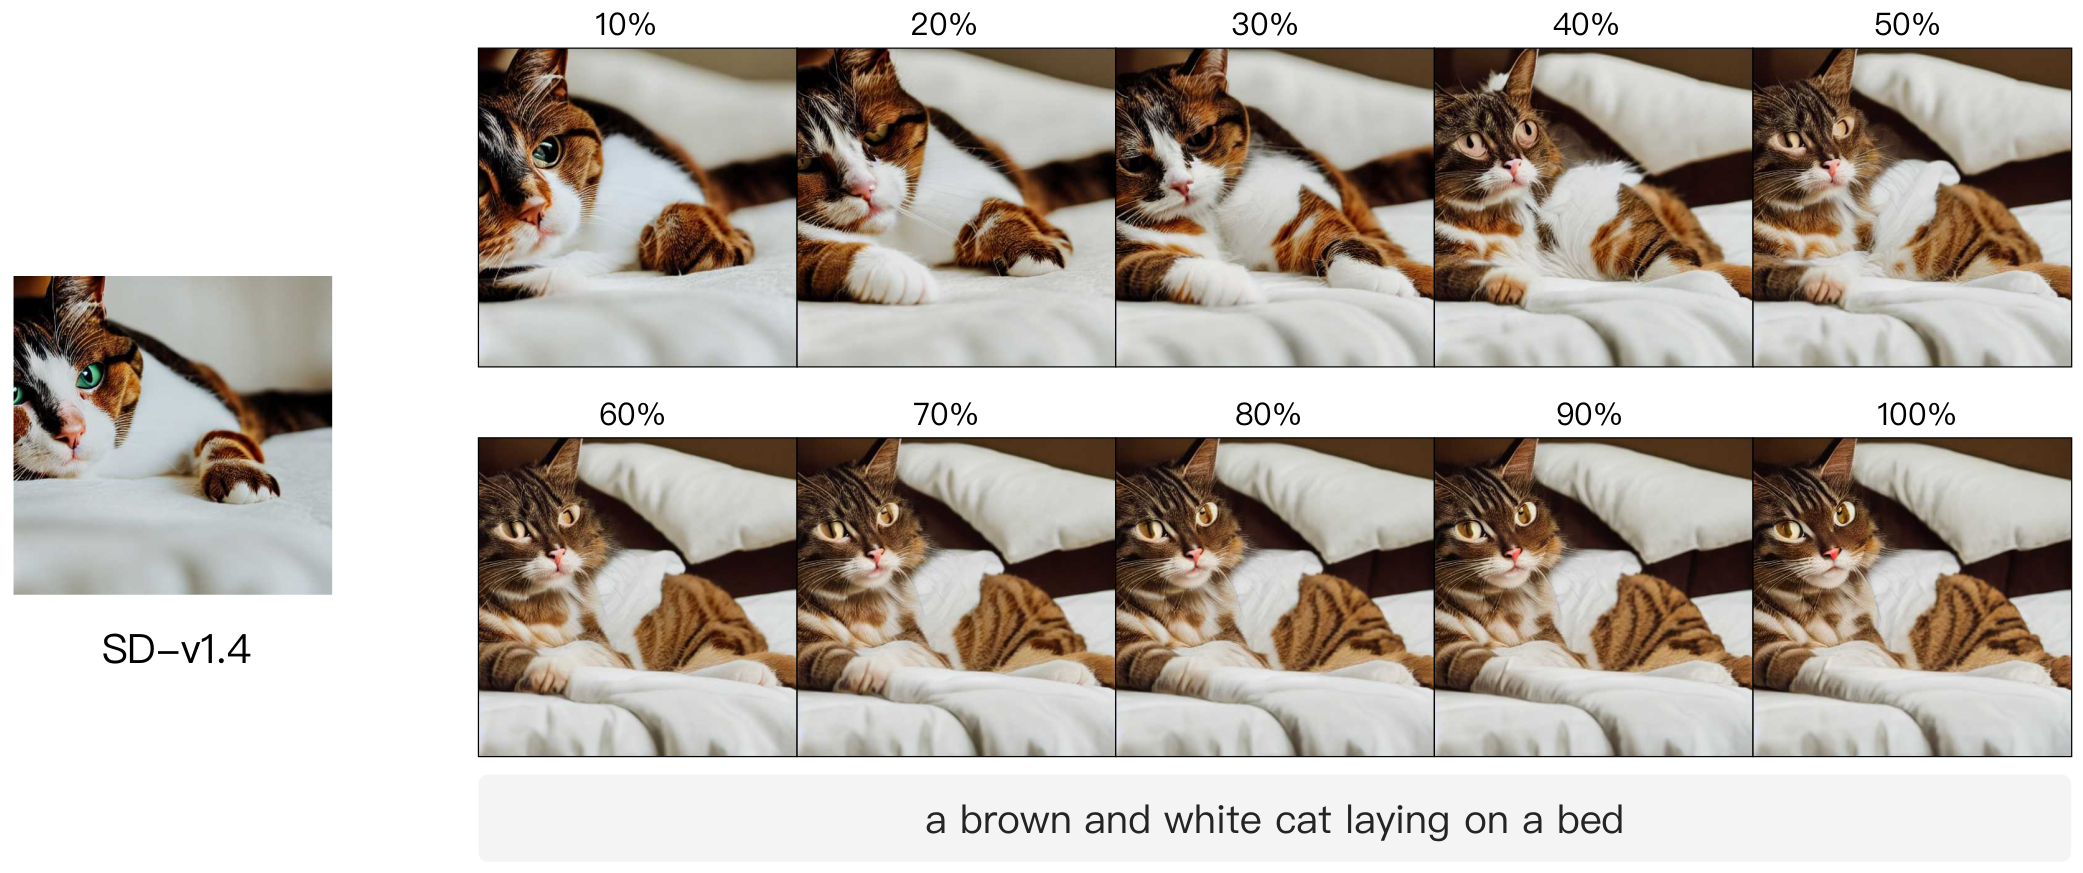 10% 20% 30% 40% 50%
60% 70% 80% 90% 100%
SD-v1.4
a brown and white cat laying on a bed